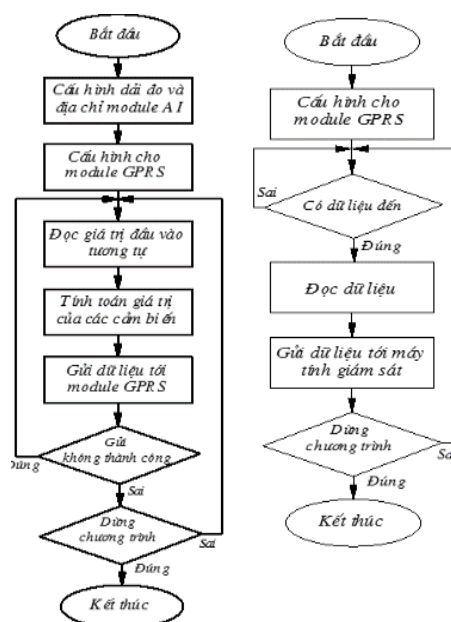 Bắt đầu
Cấu hình dải đo và
địa chỉ module AI
Cấu hình cho
module GPRS
Đọc giá trị đầu vào
tương tự
Tính toán giá trị
của các cảm biến
Gửi dữ liệu tới
module GPRS
Gửi
không thành công
Đúng
Sai
Dừng
chương trình
Sai
Đúng
Kết thúc
Bắt đầu
Cấu hình cho
module GPRS
Sai
Có dữ liệu đến
Đúng
Đọc dữ liệu
Gửi dữ liệu tới máy
tính giám sát
Dừng
chương trình
Sa
Đúng
Kết thúc